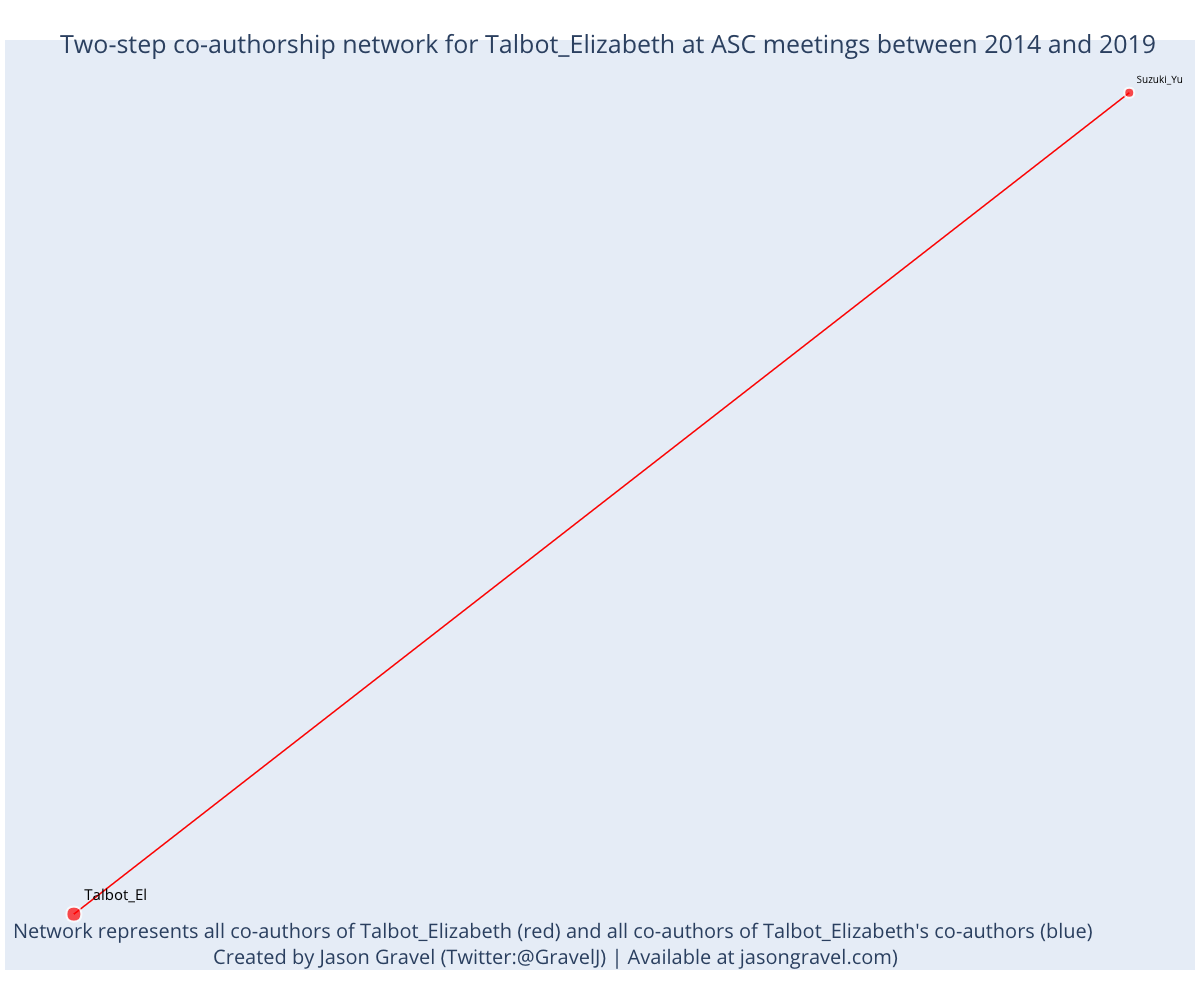 Two-step co-authorship network for Talbot_Elizabeth at ASC meetings between 2014 and 2019
Suzuki_Yu
Talbot_El
Network represents all co-authors of Talbot_Elizabeth (red) and all co-authors of Talbot_Elizabeth's co-authors (blue)
Created by Jason Gravel (Twitter:@GravelJ) | Available at jasongravel.com)